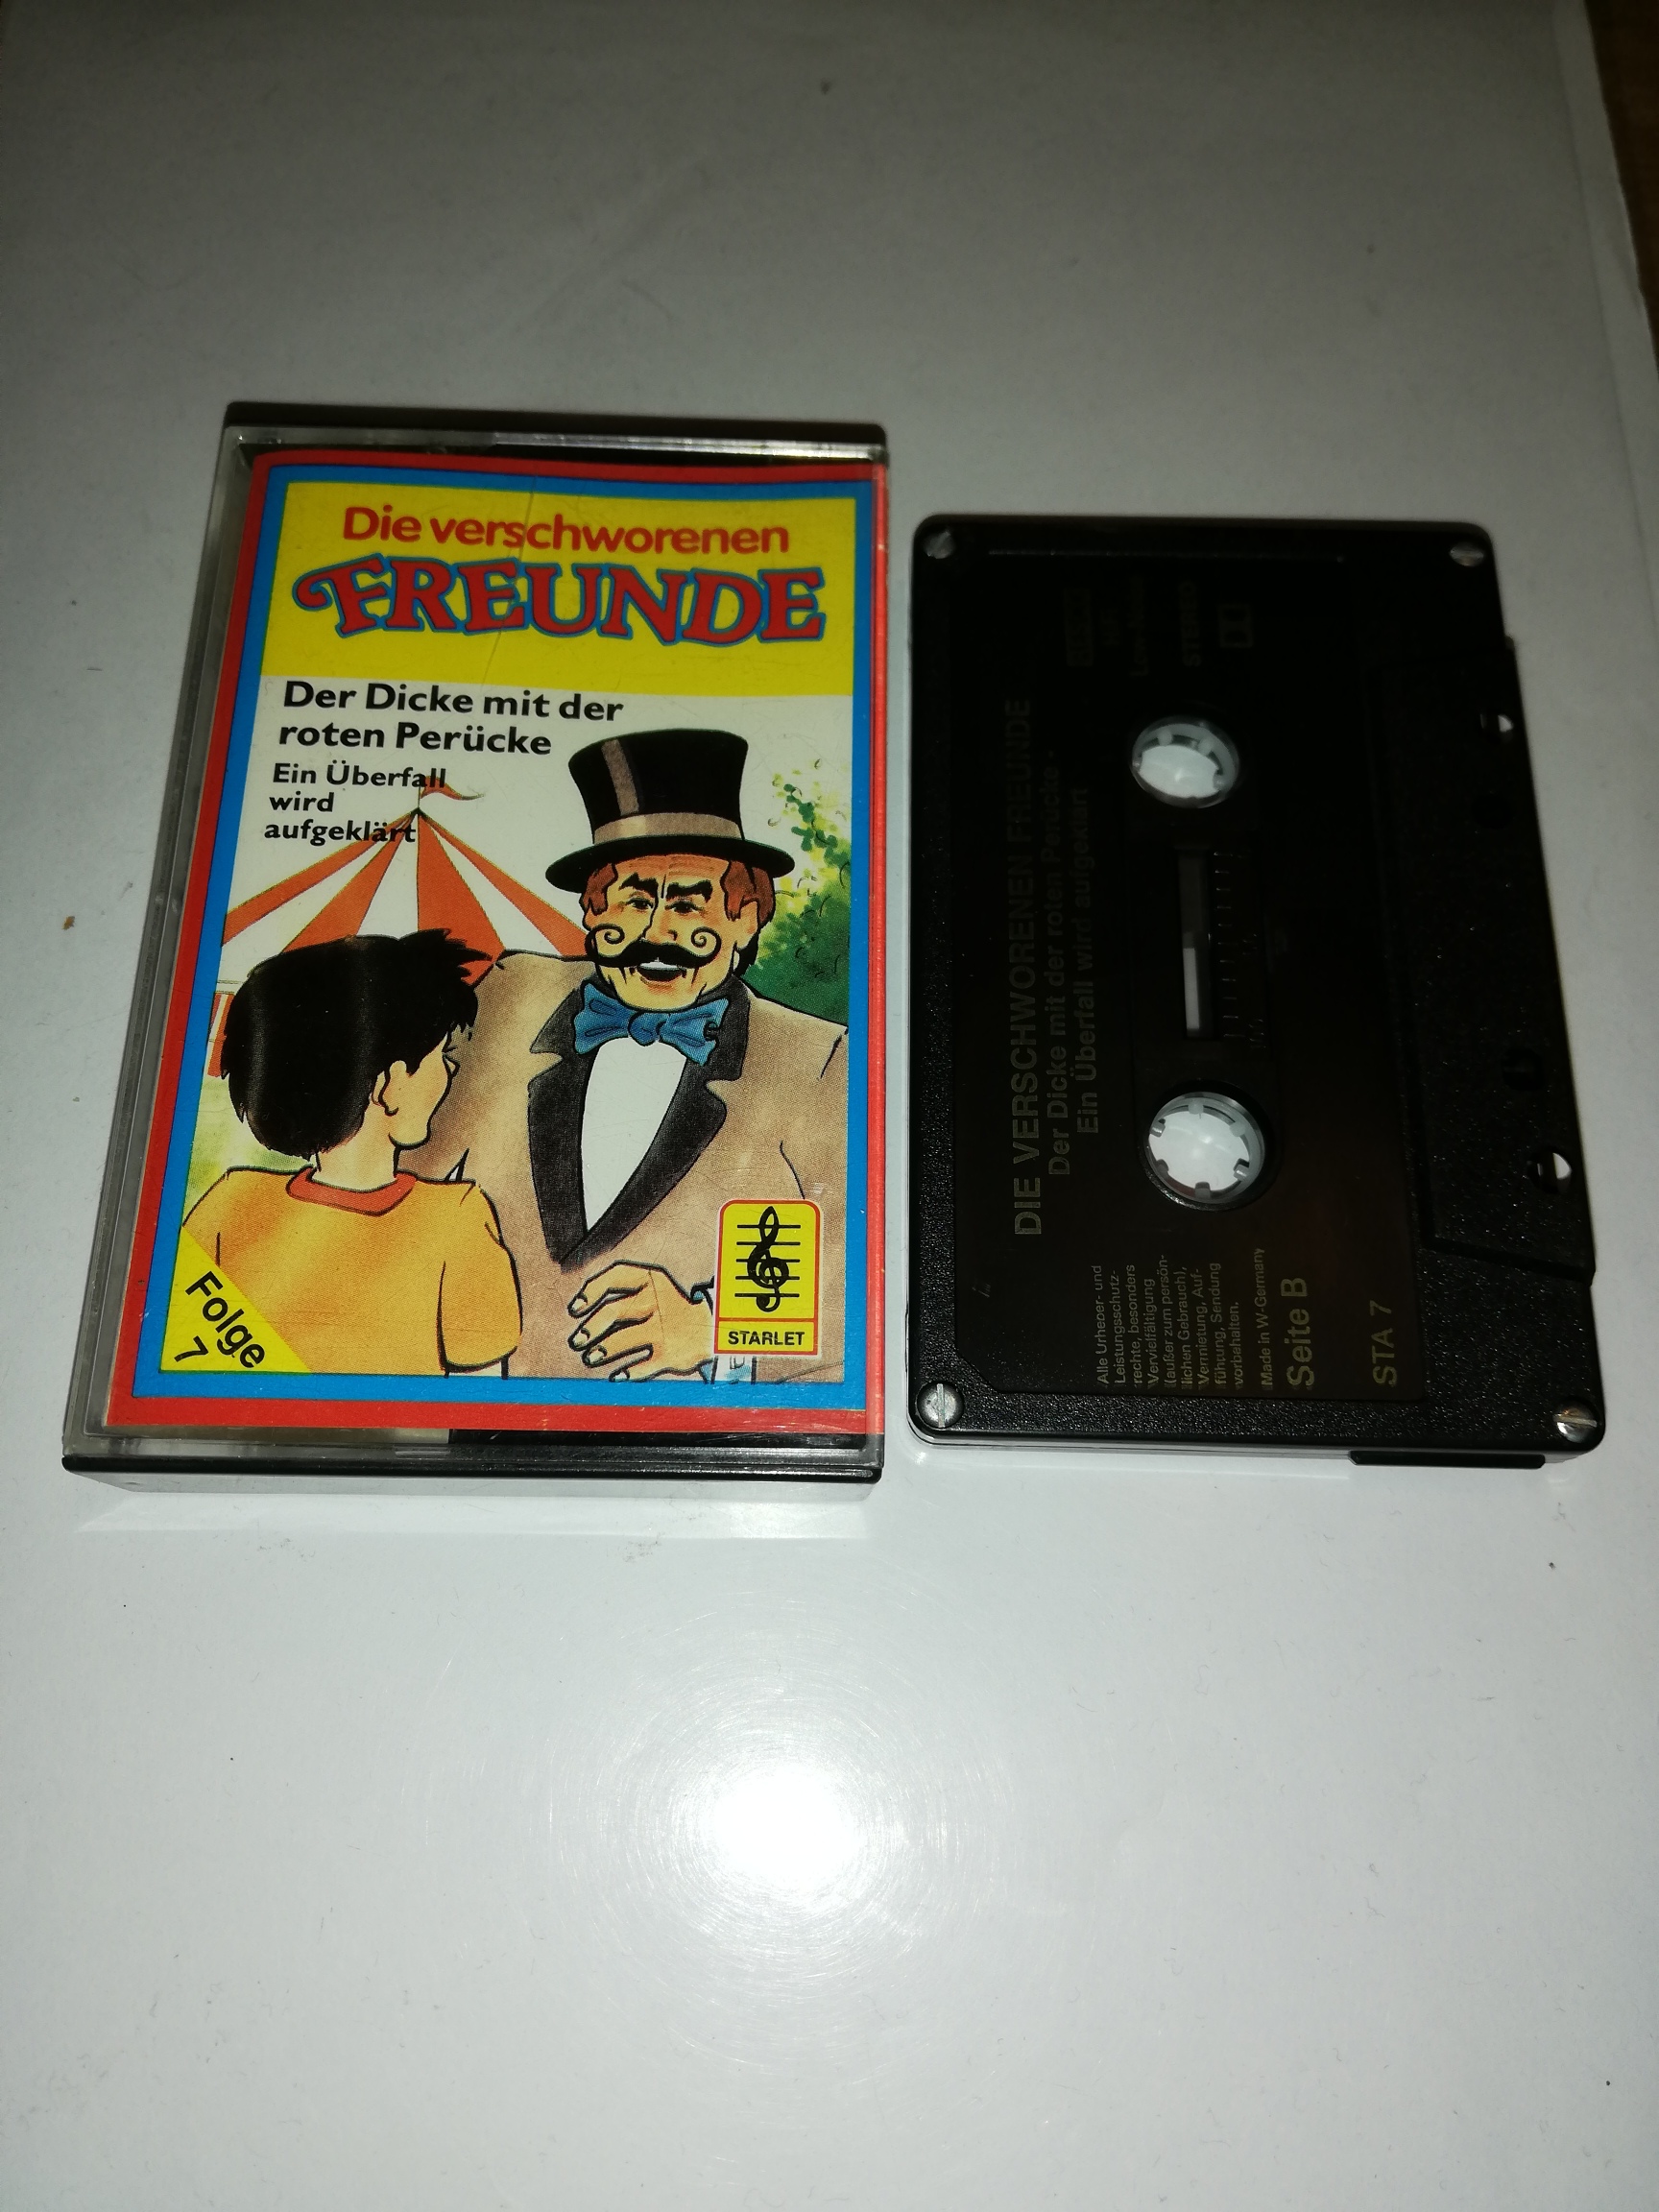 Die verschworenen
FREUNDE
Der Dicke mit der
roten Perücke
Ein Überfall
wird
aufgeklärt
Folge
7
STARLET
DIE VERSCHWORENEN FREUNDE
Der Dicke mit der roten Perücke ·
Ein Überfall wird aufgeklärt
STEREO
Alle Urheber- und
Leistungsschutz-
rechte, besonders
Vervielfältigung
(außer zum persön-
lichen Gebrauch),
Vermietung, Auf-
führung, Sendung
vorbehalten.
Made in W.-Germany
Seite B
STA 7